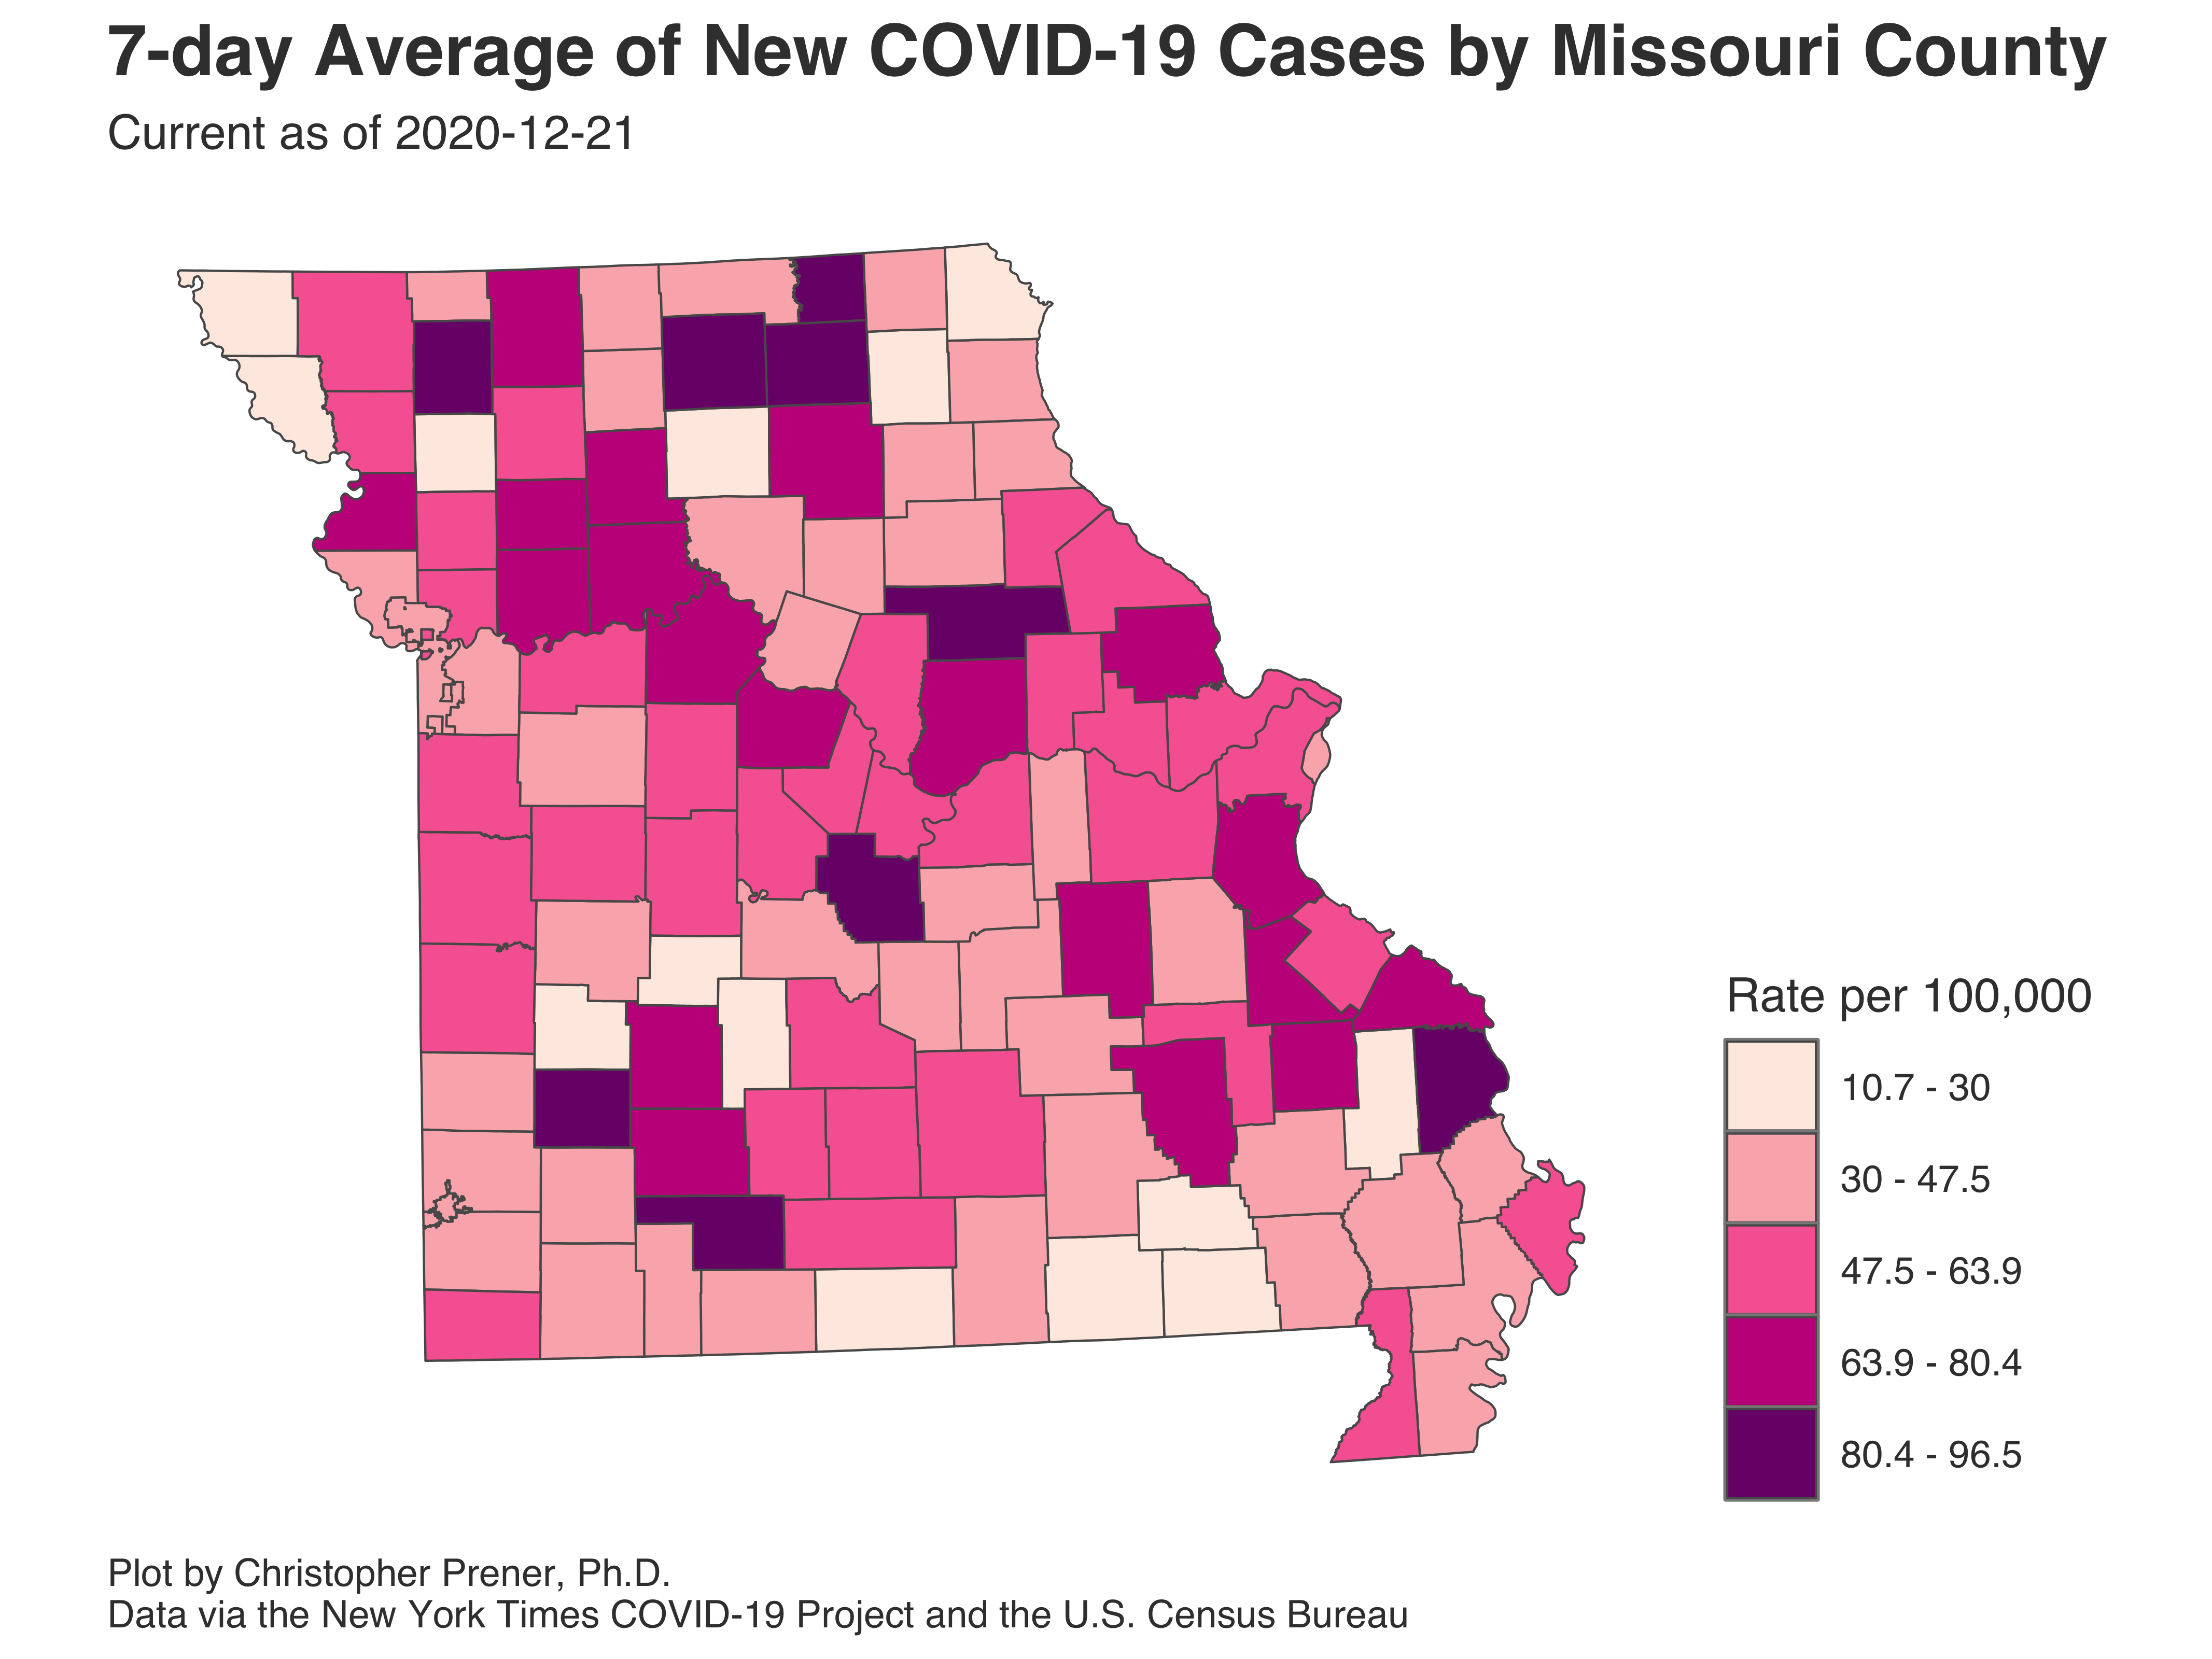 7-day Average of New COVID-19 Cases by Missouri County
Current as of 2020-12-21
Rate per 100,000
10.7 - 30
30 - 47.5
47.5 - 63.9
63.9 - 80.4
80.4 - 96.5
Plot by Christopher Prener, Ph.D.
Data via the New York Times COVID-19 Project and the U.S. Census Bureau